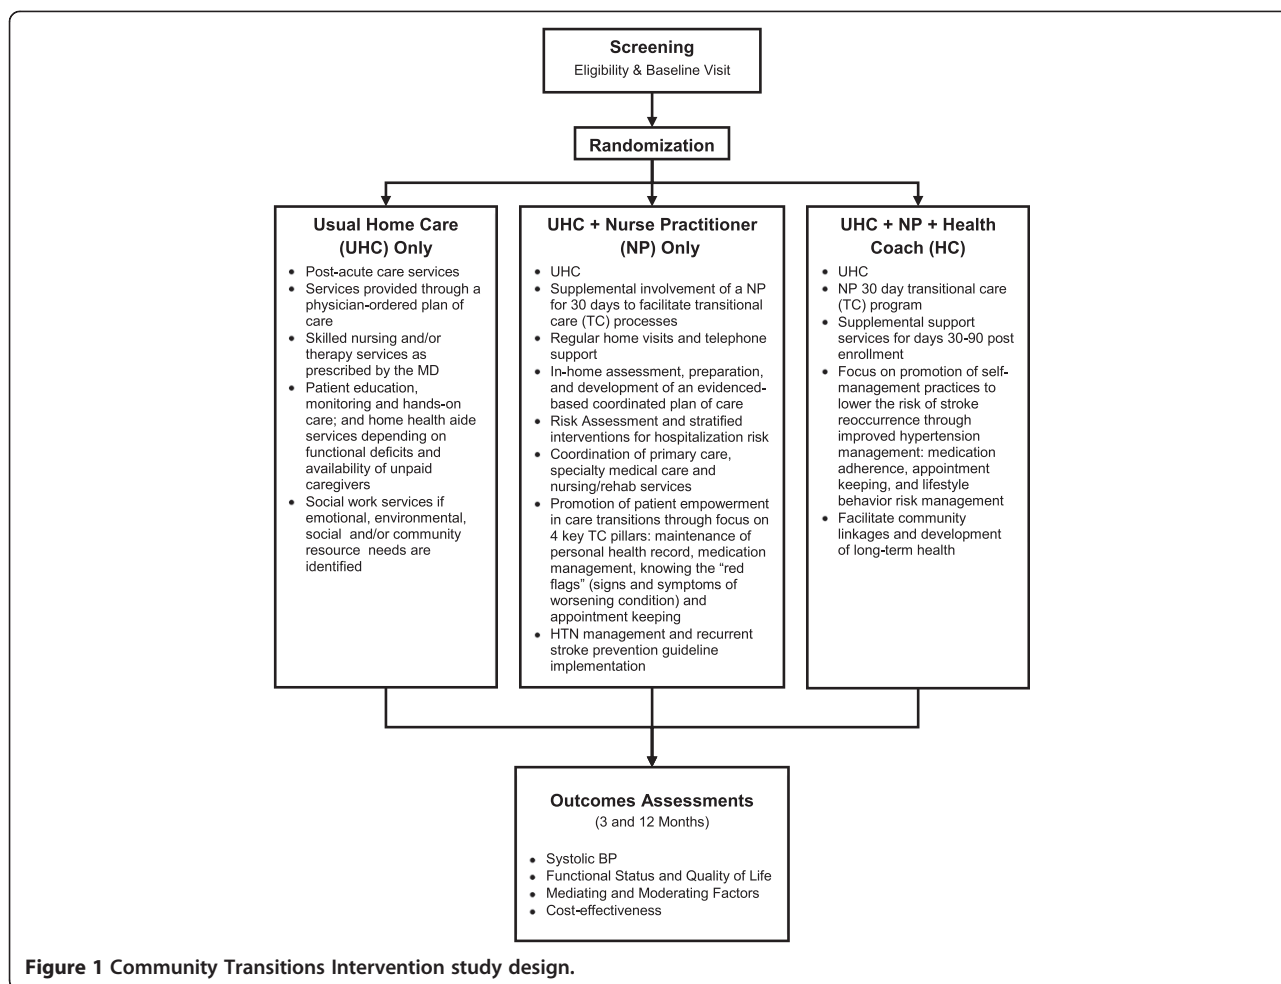 Screening
Eligibility & Baseline Visit
Randomization
Usual Home Care
(UHC) Only
• Post-acute care services
• Services provided through a
physician-ordered plan of
care
• Skilled nursing and/or
therapy services as
prescribed by the MD
• Patient education,
monitoring and hands-on
care; and home health aide
services depending on
functional deficits and
availability of unpaid
caregivers
• Social work services if
emotional, environmental,
social and/or community
resource needs are
identified
UHC + Nurse Practitioner
(NP) Only
• UHC
• Supplemental involvement of a NP
for 30 days to facilitate transitional
care (TC) processes
• Regular home visits and telephone
support
• In-home assessment, preparation,
and development of an evidenced-
based coordinated plan of care
• Risk Assessment and stratified
interventions for hospitalization risk
• Coordination of primary care,
specialty medical care and
nursing/rehab services
• Promotion of patient empowerment
in care transitions through focus on
4 key TC pillars: maintenance of
personal health record, medication
management, knowing the “red
flags” (signs and symptoms of
worsening condition) and
appointment keeping
• HTN management and recurrent
stroke prevention guideline
implementation
UHC + NP + Health
Coach (HC)
• UHC
• NP 30 day transitional care
(TC) program
• Supplemental support
services for days 30-90 post
enrollment
• Focus on promotion of self-
management practices to
lower the risk of stroke
reoccurrence through
improved hypertension
management: medication
adherence, appointment
keeping, and lifestyle
behavior risk management
• Facilitate community
linkages and development
of long-term health
Outcomes Assessments
(3 and 12 Months)
• Systolic BP
• Functional Status and Quality of Life
• Mediating and Moderating Factors
• Cost-effectiveness
Figure 1 Community Transitions Intervention study design.